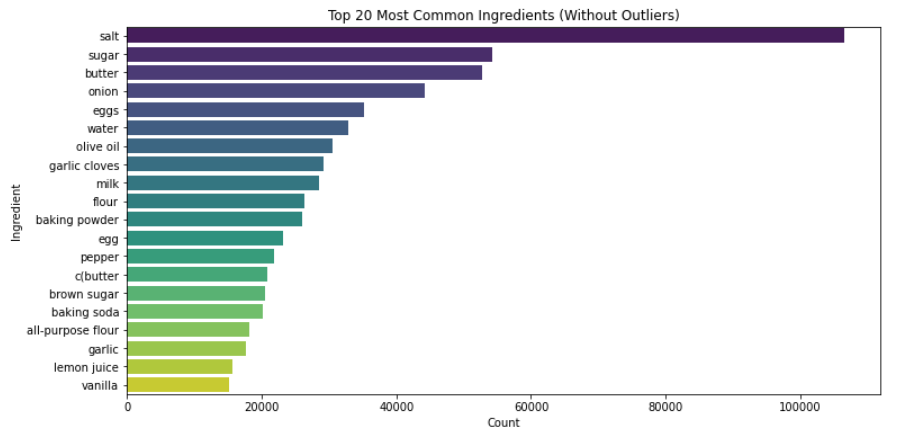 Top 20 Most Common Ingredients (Without Outliers)
Ingredient
salt
sugar
butter
onion
eggs
water
olive oil
garlic cloves
milk
flour
baking powder
egg
pepper
c(butter
brown sugar
baking soda
all-purpose flour
garlic
lemon juice
vanilla
0 20000 40000 60000 80000 100000
Count